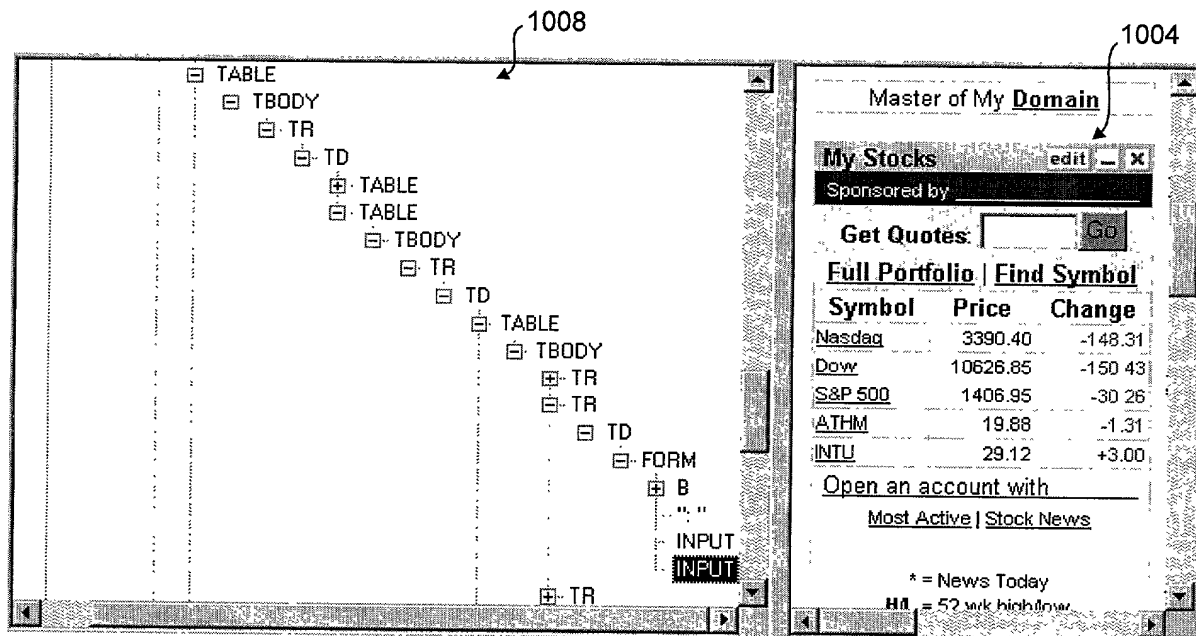 1008
1004
TABLE
TBODY
TR
TD
TABLE
TABLE
TBODY
TR
TD
TABLE
TBODY
TR
TR
TD
FORM
B
": "
INPUT
INPUT
TR
Master of My Domain
My Stocks edit
Sponsored by
Get Quotes: Go
Full Portfolio | Find Symbol
Symbol Price Change
Nasdaq 3390.40 -148.31
Dow 10626.85 -150 43
S&P 500 1406.95 -30 26
ATHM 19.88 -1.31
INTU 29.12 +3.00
Open an account with
Most Active | Stock News
* = News Today
H/L = 52 wk high/low